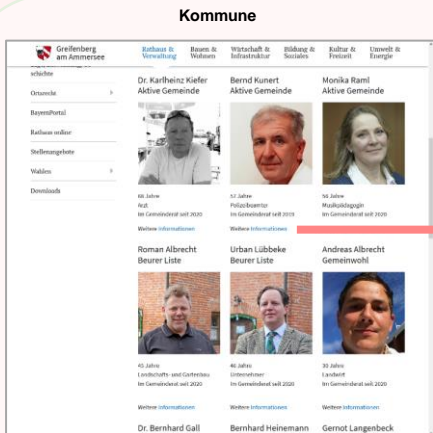 Kommune
Greifenberg
am Ammersee
Rathaus &
Verwaltung
Bauen &
Wohnen
Wirtschaft &
Infrastruktur
Bildung &
Soziales
Kultur &
Freizeit
Umwelt &
Energie
schichte
Ortsrecht
BayernPortal
Rathaus online
Stellenangebote
Wahlen
Downloads
Dr. Karlheinz Kiefer
Aktive Gemeinde
Bernd Kunert
Aktive Gemeinde
Monika Raml
Aktive Gemeinde
Jahre
Arzt
Im Gemeinderat seit 2020
57 Jahre
Polizeibeamter
Im Gemeinderat seit 2019
56 Jahre
Musikpädagogin
Im Gemeinderat seit 2020
Weitere Informationen
Weitere Informationen
Roman Albrecht
Beurer Liste
Urban Lübbeke
Beurer Liste
Andreas Albrecht
Gemeinwohl
45 Jahre
Landschafts- und Gartenbau
Im Gemeinderat seit 2020
46 Jahre
Unternehmer
Im Gemeinderat seit 2020
30 Jahre
Landwirt
Im Gemeinderat seit 2020
Weitere Informationen
Weitere Informationen
Weitere Informationen
Dr. Bernhard Gall
Bernhard Heinemann
Gernot Langenbeck